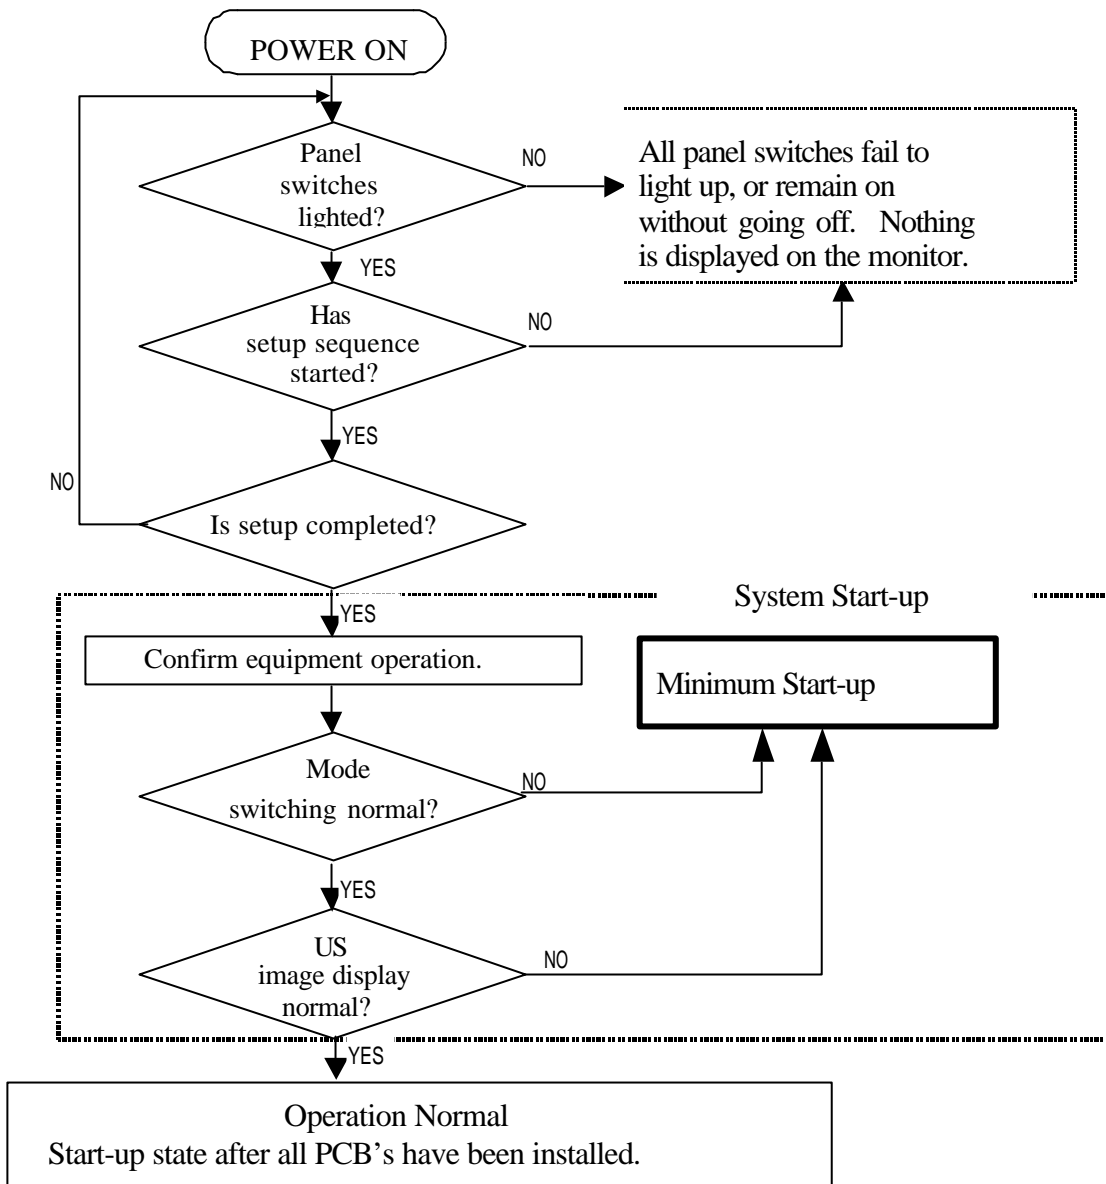 POWER ON
Panel
switches
lighted?
NO
All panel switches fail to
light up, or remain on
without going off. Nothing
is displayed on the monitor.
YES
Has
setup sequence
started?
NO
YES
NO
Is setup completed?
System Start-up
YES
Confirm equipment operation.
Minimum Start-up
Mode
switching normal?
NO
YES
US
image display
normal?
NO
YES
Operation Normal
Start-up state after all PCB’s have been installed.